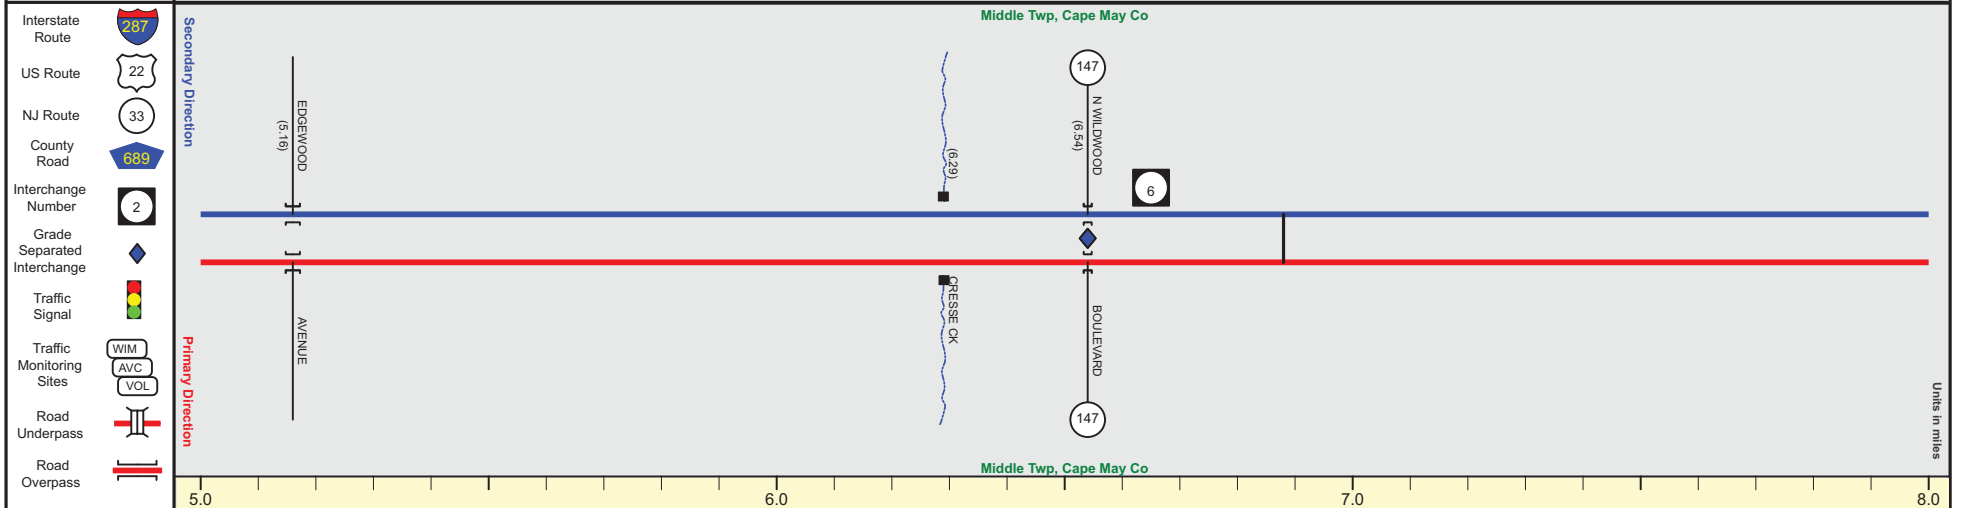 Interstate
Route
287
US Route
22
NJ Route
33
County
Road
689
Interchange
Number
2
Grade
Separated
Interchange
Traffic
Signal
Traffic
Monitoring
Sites
WIM
AVC
VOL
Road
Underpass
Road
Overpass
Secondary Direction
Primary Direction
Middle Twp, Cape May Co
EDGEWOOD
(5.16)
AVENUE
(6.29)
CRESSE CK
147
N WILDWOOD
(6.54)
BOULEVARD
147
6
Middle Twp, Cape May Co
Units in miles
5.0 6.0 7.0 8.0